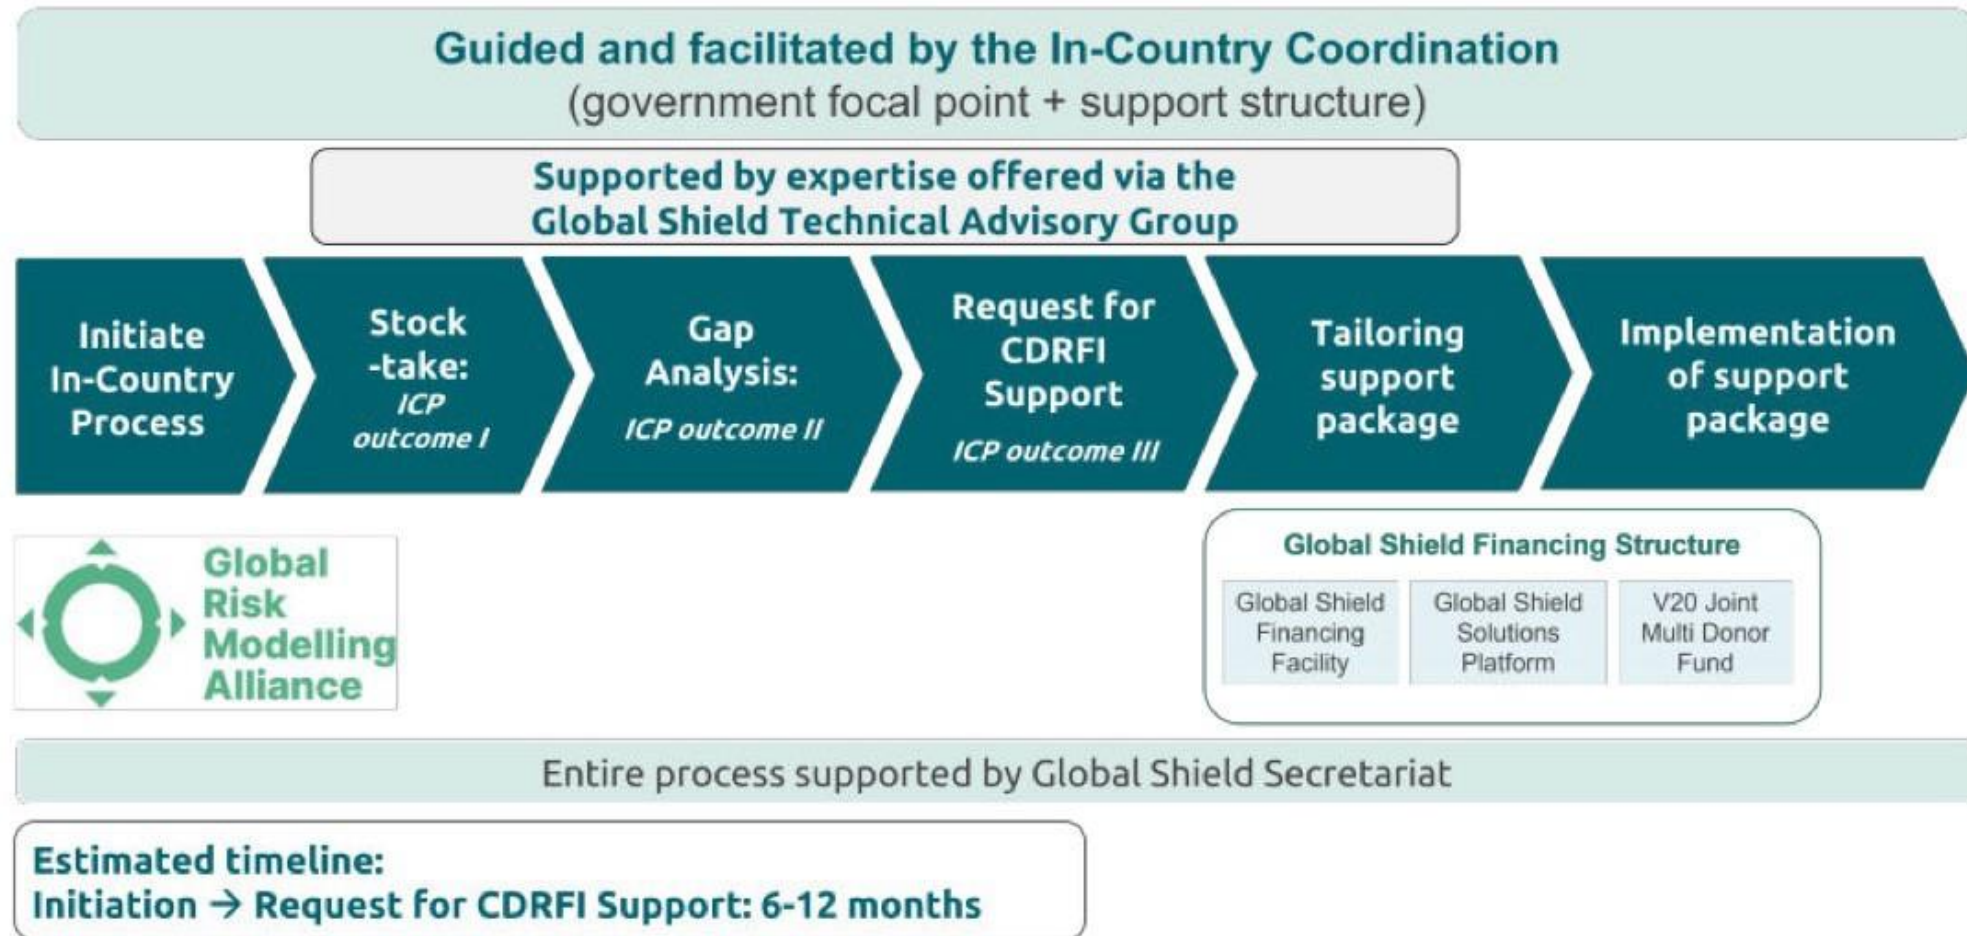 Guided and facilitated by the In-Country Coordination
(government focal point + support structure)
Supported by expertise offered via the
Global Shield Technical Advisory Group
Initiate
In-Country
Process
Stock
-take:
ICP
outcome I
Gap
Analysis:
ICP outcome II
Request for
CDRFI
Support
ICP outcome III
Tailoring
support
package
Implementation
of support
package
Global
Risk
Modelling
Alliance
Global Shield Financing Structure
Global Shield
Financing
Facility
Global Shield
Solutions
Platform
V20 Joint
Multi Donor
Fund
Entire process supported by Global Shield Secretariat
Estimated timeline:
Initiation → Request for CDRFI Support: 6-12 months